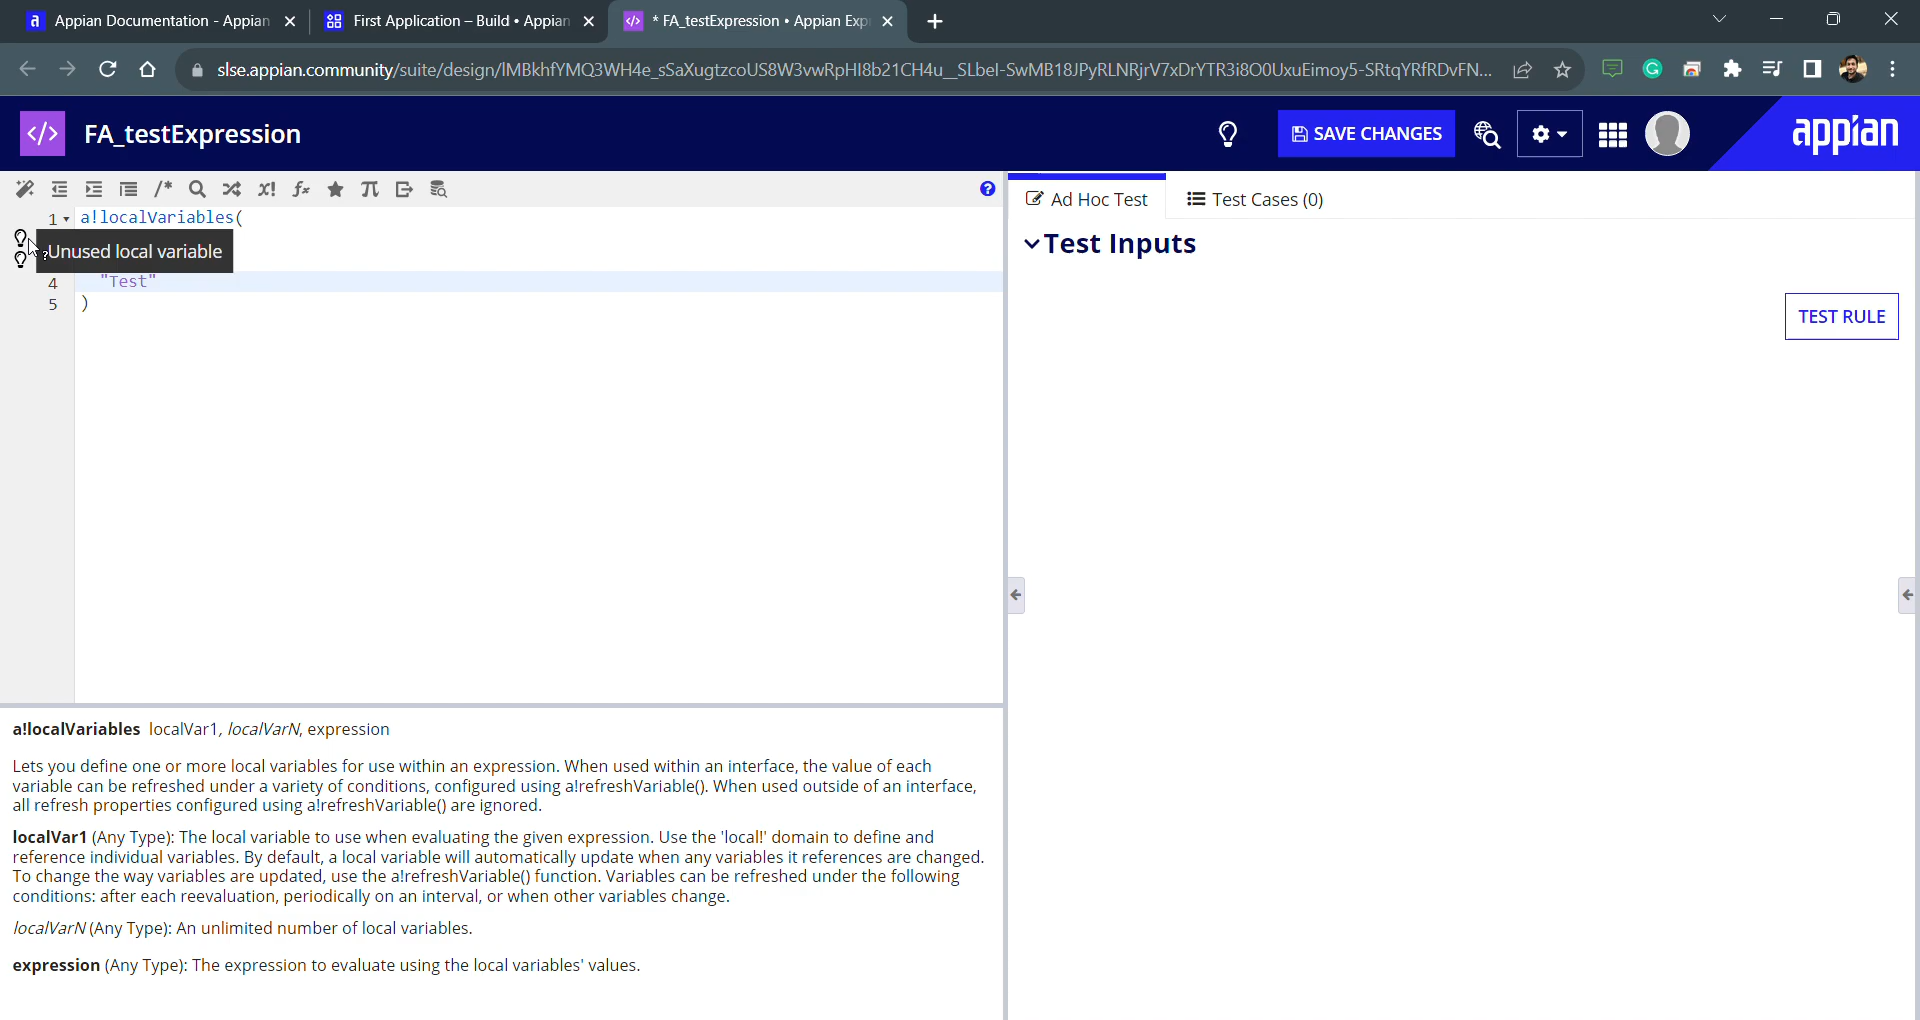 Appian Documentation - Appian
First Application – Build • Appian
* FA_testExpression • Appian Exp
slse.appian.community/suite/design/
FA_testExpression
SAVE CHANGES
appian
1 a!localVariables(
Unused local variable
4 "Test"
5 )
Ad Hoc Test
Test Cases (0)
Test Inputs
TEST RULE
a!localVariables localVar1, localVarN, expression
Lets you define one or more local variables for use within an expression. When used within an interface, the value of each
variable can be refreshed under a variety of conditions, configured using a!refreshVariable(). When used outside of an interface,
all refresh properties configured using a!refreshVariable() are ignored.
localVar1 (Any Type): The local variable to use when evaluating the given expression. Use the 'local!' domain to define and
reference individual variables. By default, a local variable will automatically update when any variables it references are changed.
To change the way variables are updated, use the a!refreshVariable() function. Variables can be refreshed under the following
conditions: after each reevaluation, periodically on an interval, or when other variables change.
localVarN (Any Type): An unlimited number of local variables.
expression (Any Type): The expression to evaluate using the local variables' values.